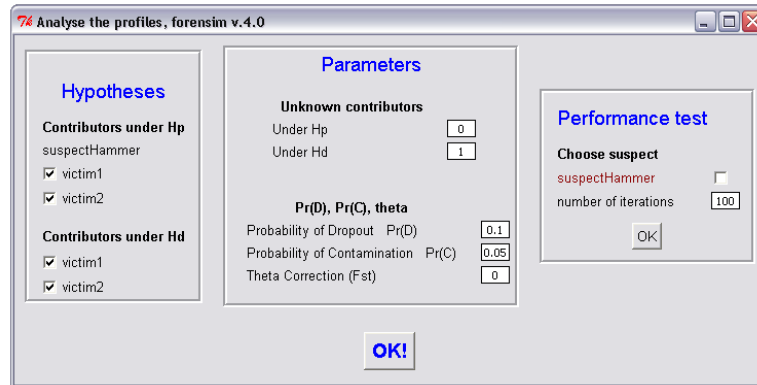 Analyse the profiles, forensim v.4.0
Hypotheses
Contributors under Hp
suspectHammer
victim1
victim2
Contributors under Hd
victim1
victim2
Parameters
Unknown contributors
Under Hp 0
Under Hd 1
Pr(D), Pr(C), theta
Probability of Dropout Pr(D) 0.1
Probability of Contamination Pr(C) 0.05
Theta Correction (Fst) 0
Performance test
Choose suspect
suspectHammer
number of iterations 100
OK
OK!